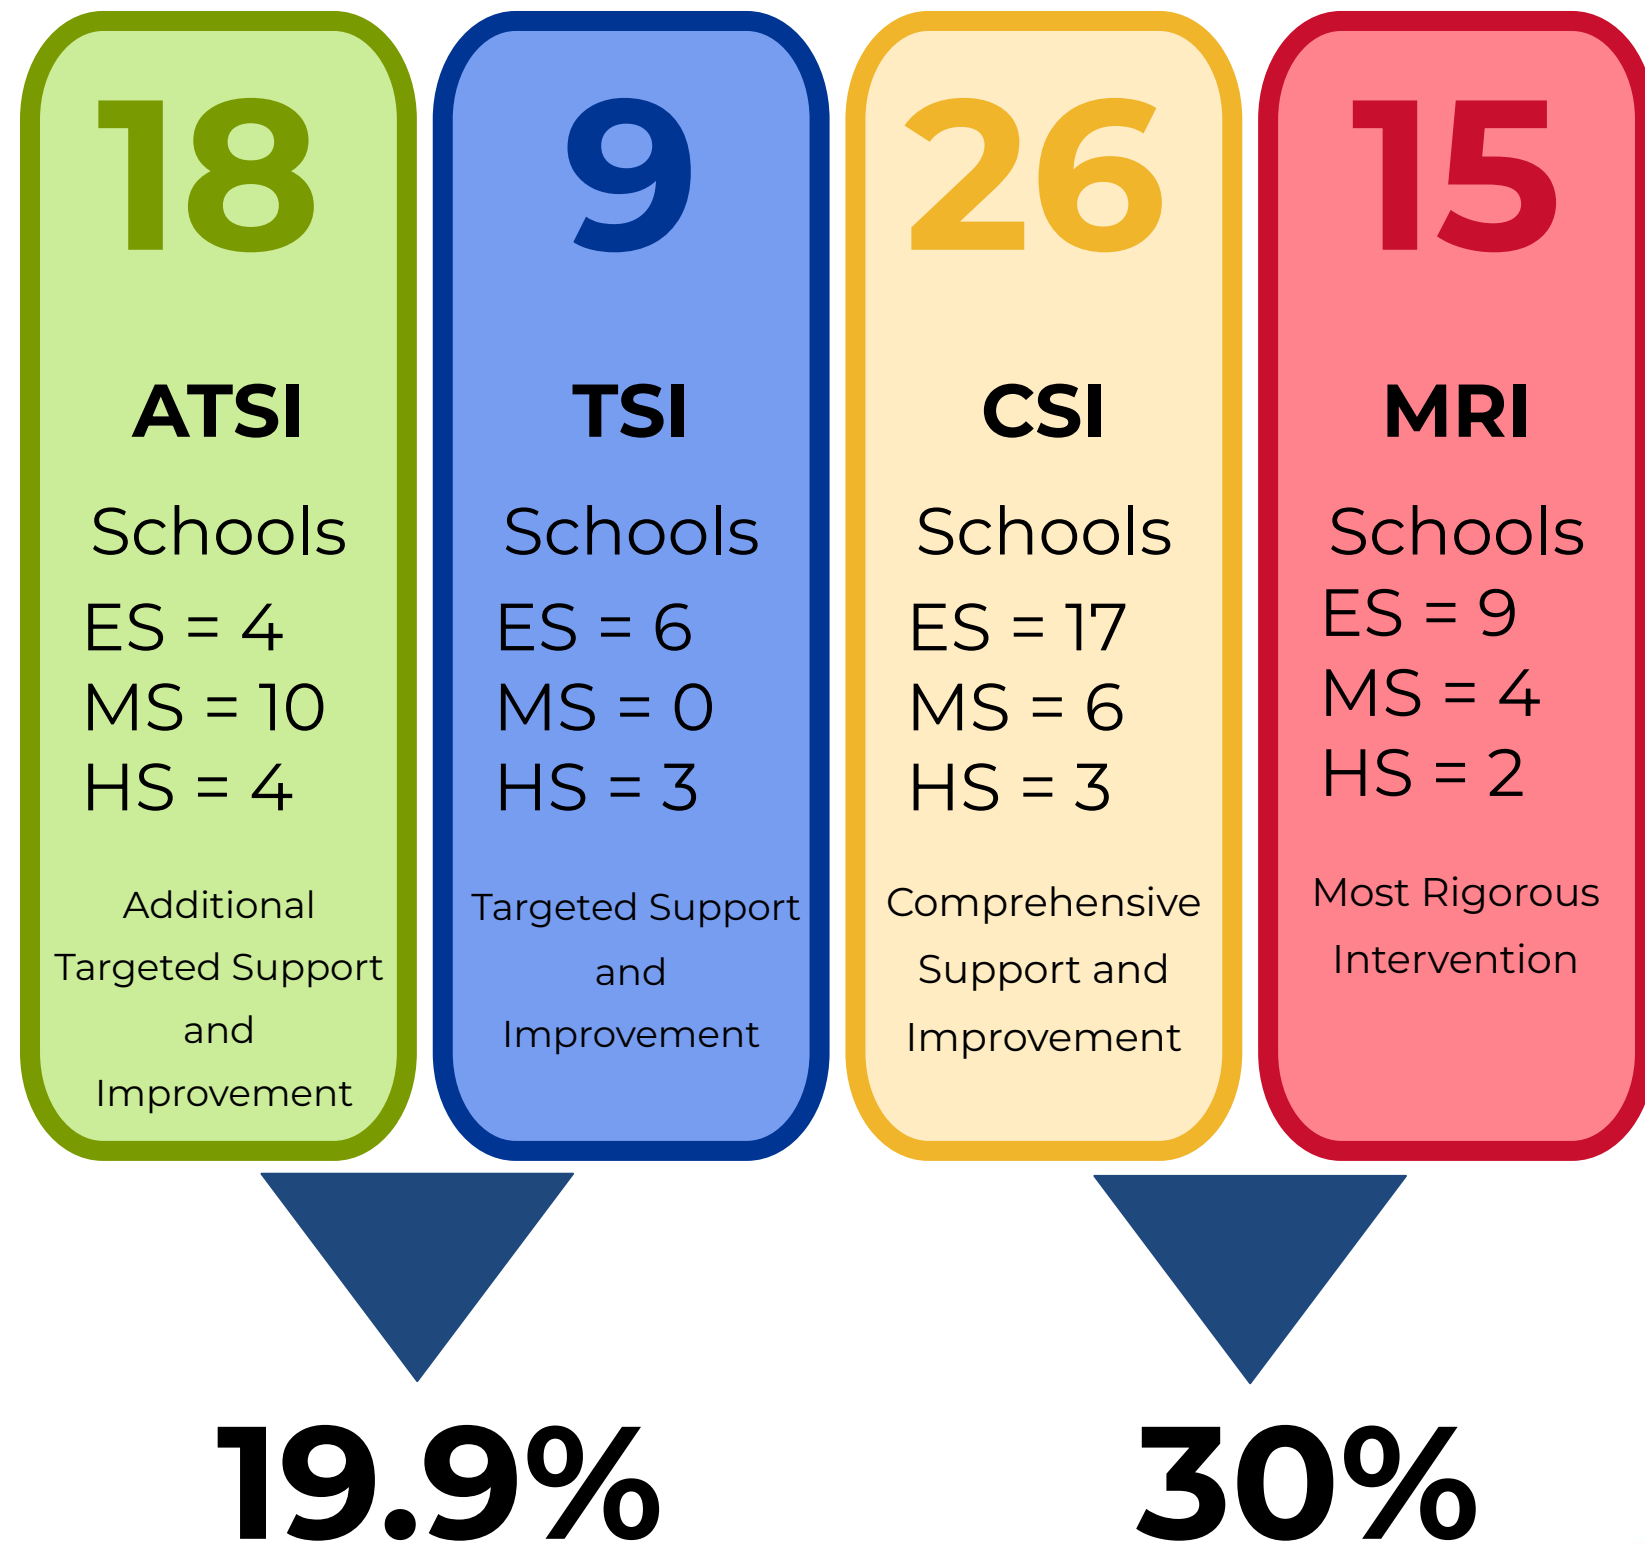 18
ATSI
Schools
ES = 4
MS = 10
HS = 4
Additional
Targeted Support
and
Improvement
9
TSI
Schools
ES = 6
MS = 0
HS = 3
Targeted Support
and
Improvement
26
CSI
Schools
ES = 17
MS = 6
HS = 3
Comprehensive
Support and
Improvement
15
MRI
Schools
ES = 9
MS = 4
HS = 2
Most Rigorous
Intervention
19.9%
30%